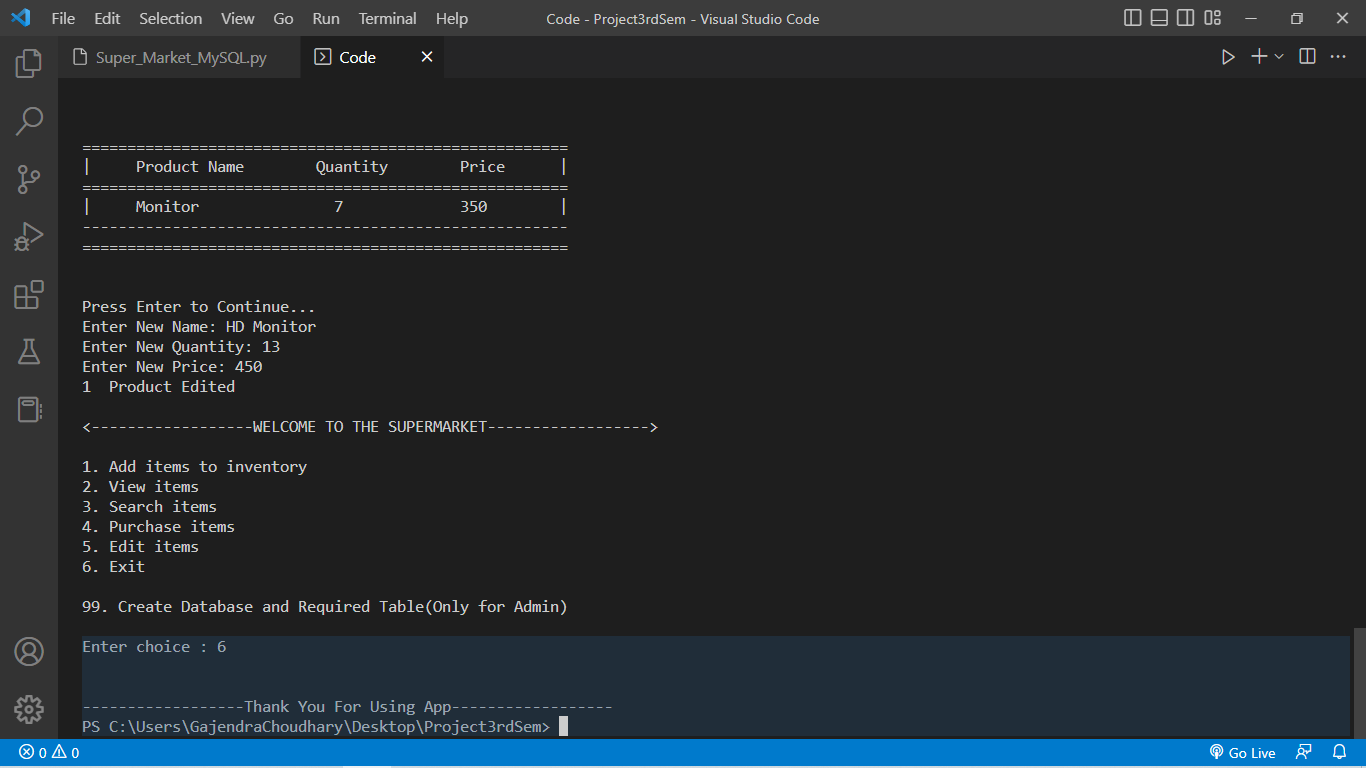 File Edit Selection View Go Run Terminal Help Code - Project3rdSem - Visual Studio Code
Super_Market_MySQL.py Code
======================================================
| Product Name Quantity Price |
======================================================
| Monitor 7 350 |
------------------------------------------------------
======================================================
Press Enter to Continue...
Enter New Name: HD Monitor
Enter New Quantity: 13
Enter New Price: 450
1 Product Edited
<------------------WELCOME TO THE SUPERMARKET------------------>
1. Add items to inventory
2. View items
3. Search items
4. Purchase items
5. Edit items
6. Exit
99. Create Database and Required Table(Only for Admin)
Enter choice : 6
------------------Thank You For Using App------------------
PS C:\Users\GajendraChoudhary\Desktop\Project3rdSem>
0 0 Go Live